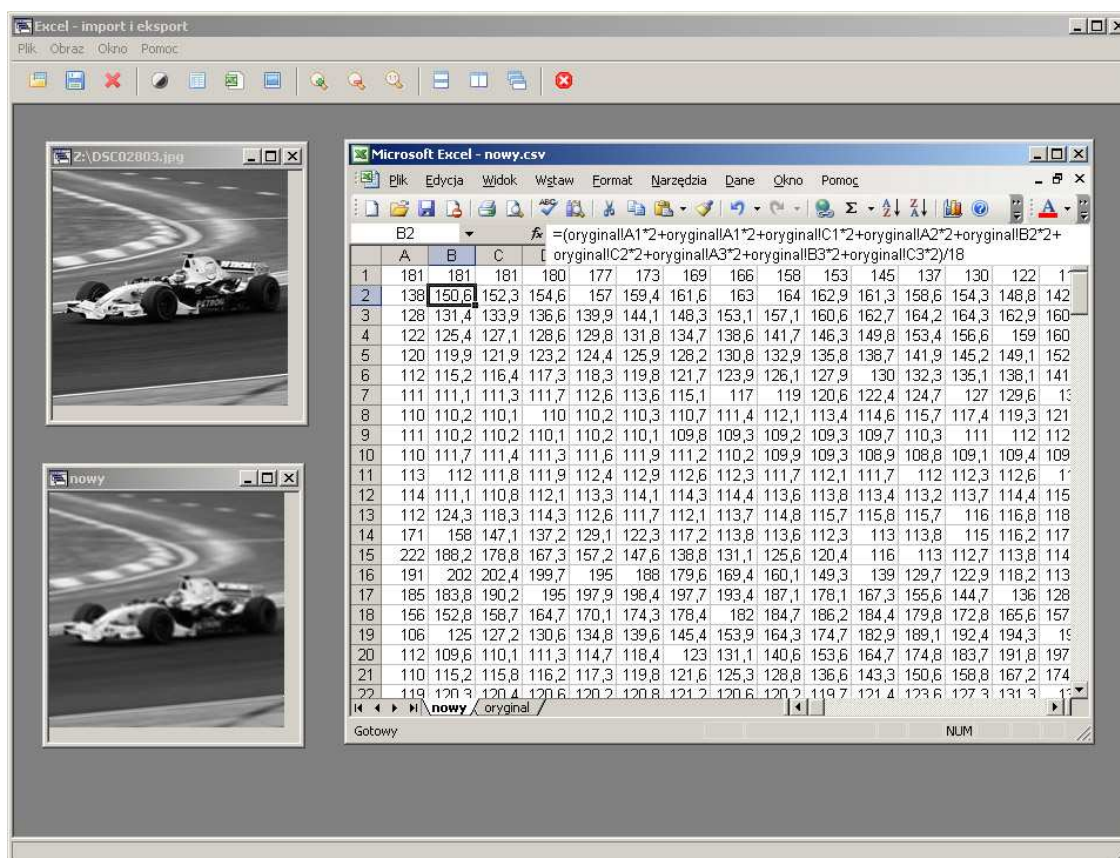 Excel - import i eksport
Plik Obraz Okno Pomoc
Z:\DSC02803.jpg
nowy
Microsoft Excel - nowy.csv
Plik Edycja Widok Wstaw Format Narzędzia Dane Okno Pomoc
B2 fx =(oryginal!A1*2+oryginal!A1*2+oryginal!C1*2+oryginal!A2*2+oryginal!B2*2+
oryginal!C2*2+oryginal!A3*2+oryginal!B3*2+oryginal!C3*2)/18
A B C
1 181 181 181 180 177 173 169 166 158 153 145 137 130 122
2 138 150,6 152,3 154,6 157 159,4 161,6 163 164 162,9 161,3 158,6 154,3 148,8 142
3 128 131,4 133,9 136,6 139,9 144,1 148,3 153,1 157,1 160,6 162,7 164,2 164,3 162,9 160
4 122 125,4 127,1 128,6 129,8 131,8 134,7 138,6 141,7 146,3 149,8 153,4 156,6 159 160
5 120 119,9 121,9 123,2 124,4 125,9 128,2 130,8 132,9 135,8 138,7 141,9 145,2 149,1 152
6 112 115,2 116,4 117,3 118,3 119,8 121,7 123,9 126,1 127,9 130 132,3 135,1 138,1 141
7 111 111,1 111,3 111,7 112,6 113,6 115,1 117 119 120,6 122,4 124,7 127 129,6
8 110 110,2 110,1 110 110,2 110,3 110,7 111,4 112,1 113,4 114,6 115,7 117,4 119,3 121
9 111 110,2 110,2 110,1 110,2 110,1 109,8 109,3 109,2 109,3 109,7 110,3 111 112 112
10 110 111,7 111,4 111,3 111,6 111,9 111,2 110,2 109,9 109,3 108,9 108,8 109,1 109,4 109
11 113 112 111,8 111,9 112,4 112,9 112,6 112,3 111,7 112,1 111,7 112 112,3 112,6
12 114 111,1 110,8 112,1 113,3 114,1 114,3 114,4 113,6 113,8 113,4 113,2 113,7 114,4 115
13 112 124,3 118,3 114,3 112,6 111,7 112,1 113,7 114,8 115,7 115,8 115,7 116 116,8 118
14 171 158 147,1 137,2 129,1 122,3 117,2 113,8 113,6 112,3 113 113,8 115 116,2 117
15 222 188,2 178,8 167,3 157,2 147,6 138,8 131,1 125,6 120,4 116 113 112,7 113,8 114
16 191 202 202,4 199,7 195 188 179,6 169,4 160,1 149,3 139 129,7 122,9 118,2 113
17 185 183,8 190,2 195 197,9 198,4 197,7 193,4 187,1 178,1 167,3 155,6 144,7 136 128
18 156 152,8 158,7 164,7 170,1 174,3 178,4 182 184,7 186,2 184,4 179,8 172,8 165,6 157
19 106 125 127,2 130,6 134,8 139,6 145,4 153,9 164,3 174,7 182,9 189,1 192,4 194,3
20 112 109,6 110,1 111,3 114,7 118,4 123 131,1 140,6 153,6 164,7 174,8 183,7 191,8 197
21 110 115,2 115,8 116,2 117,3 119,8 121,6 125,3 128,8 136,6 143,3 150,6 158,8 167,2 174
22 119 120,3 120,4 120,6 120,2 120,8 121,2 120,6 120,2 119,7 121,4 123,6 127,3 131,3
nowy oryginal
Gotowy NUM